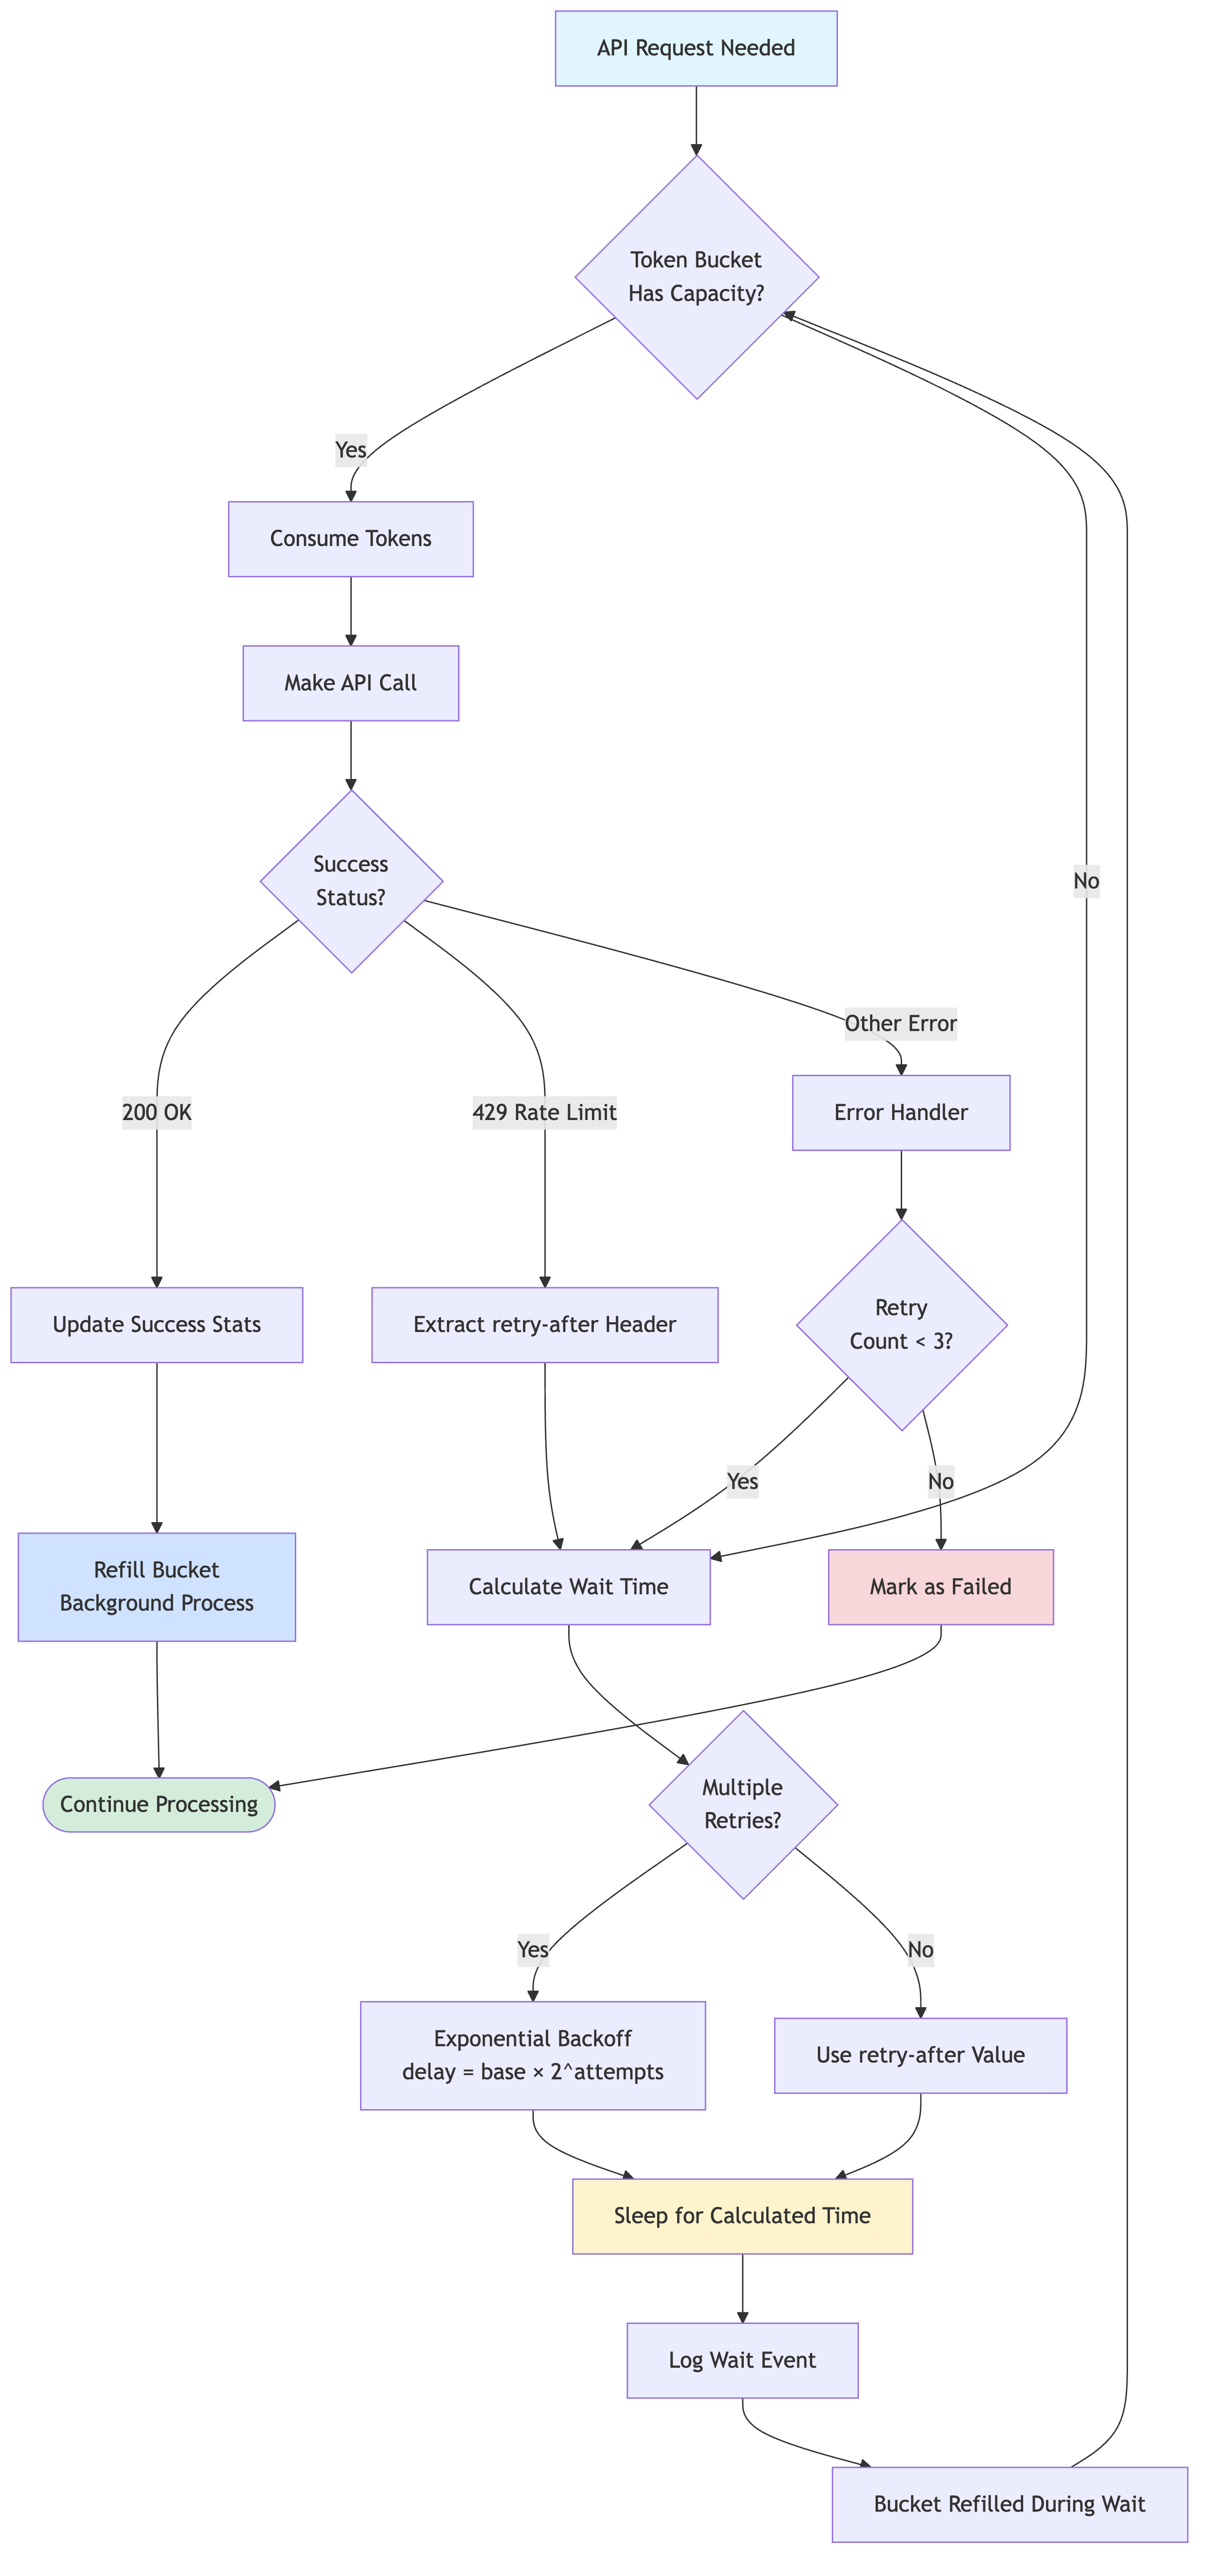 API Request Needed
Token Bucket
Has Capacity?
Yes
Consume Tokens
Make API Call
Success
Status?
No
Other Error
200 OK
429 Rate Limit
Error Handler
Update Success Stats
Extract retry-after Header
Retry
Count < 3?
Yes
No
Refill Bucket
Background Process
Calculate Wait Time
Mark as Failed
Continue Processing
Multiple
Retries?
Yes
No
Exponential Backoff
delay = base × 2^attempts
Use retry-after Value
Sleep for Calculated Time
Log Wait Event
Bucket Refilled During Wait